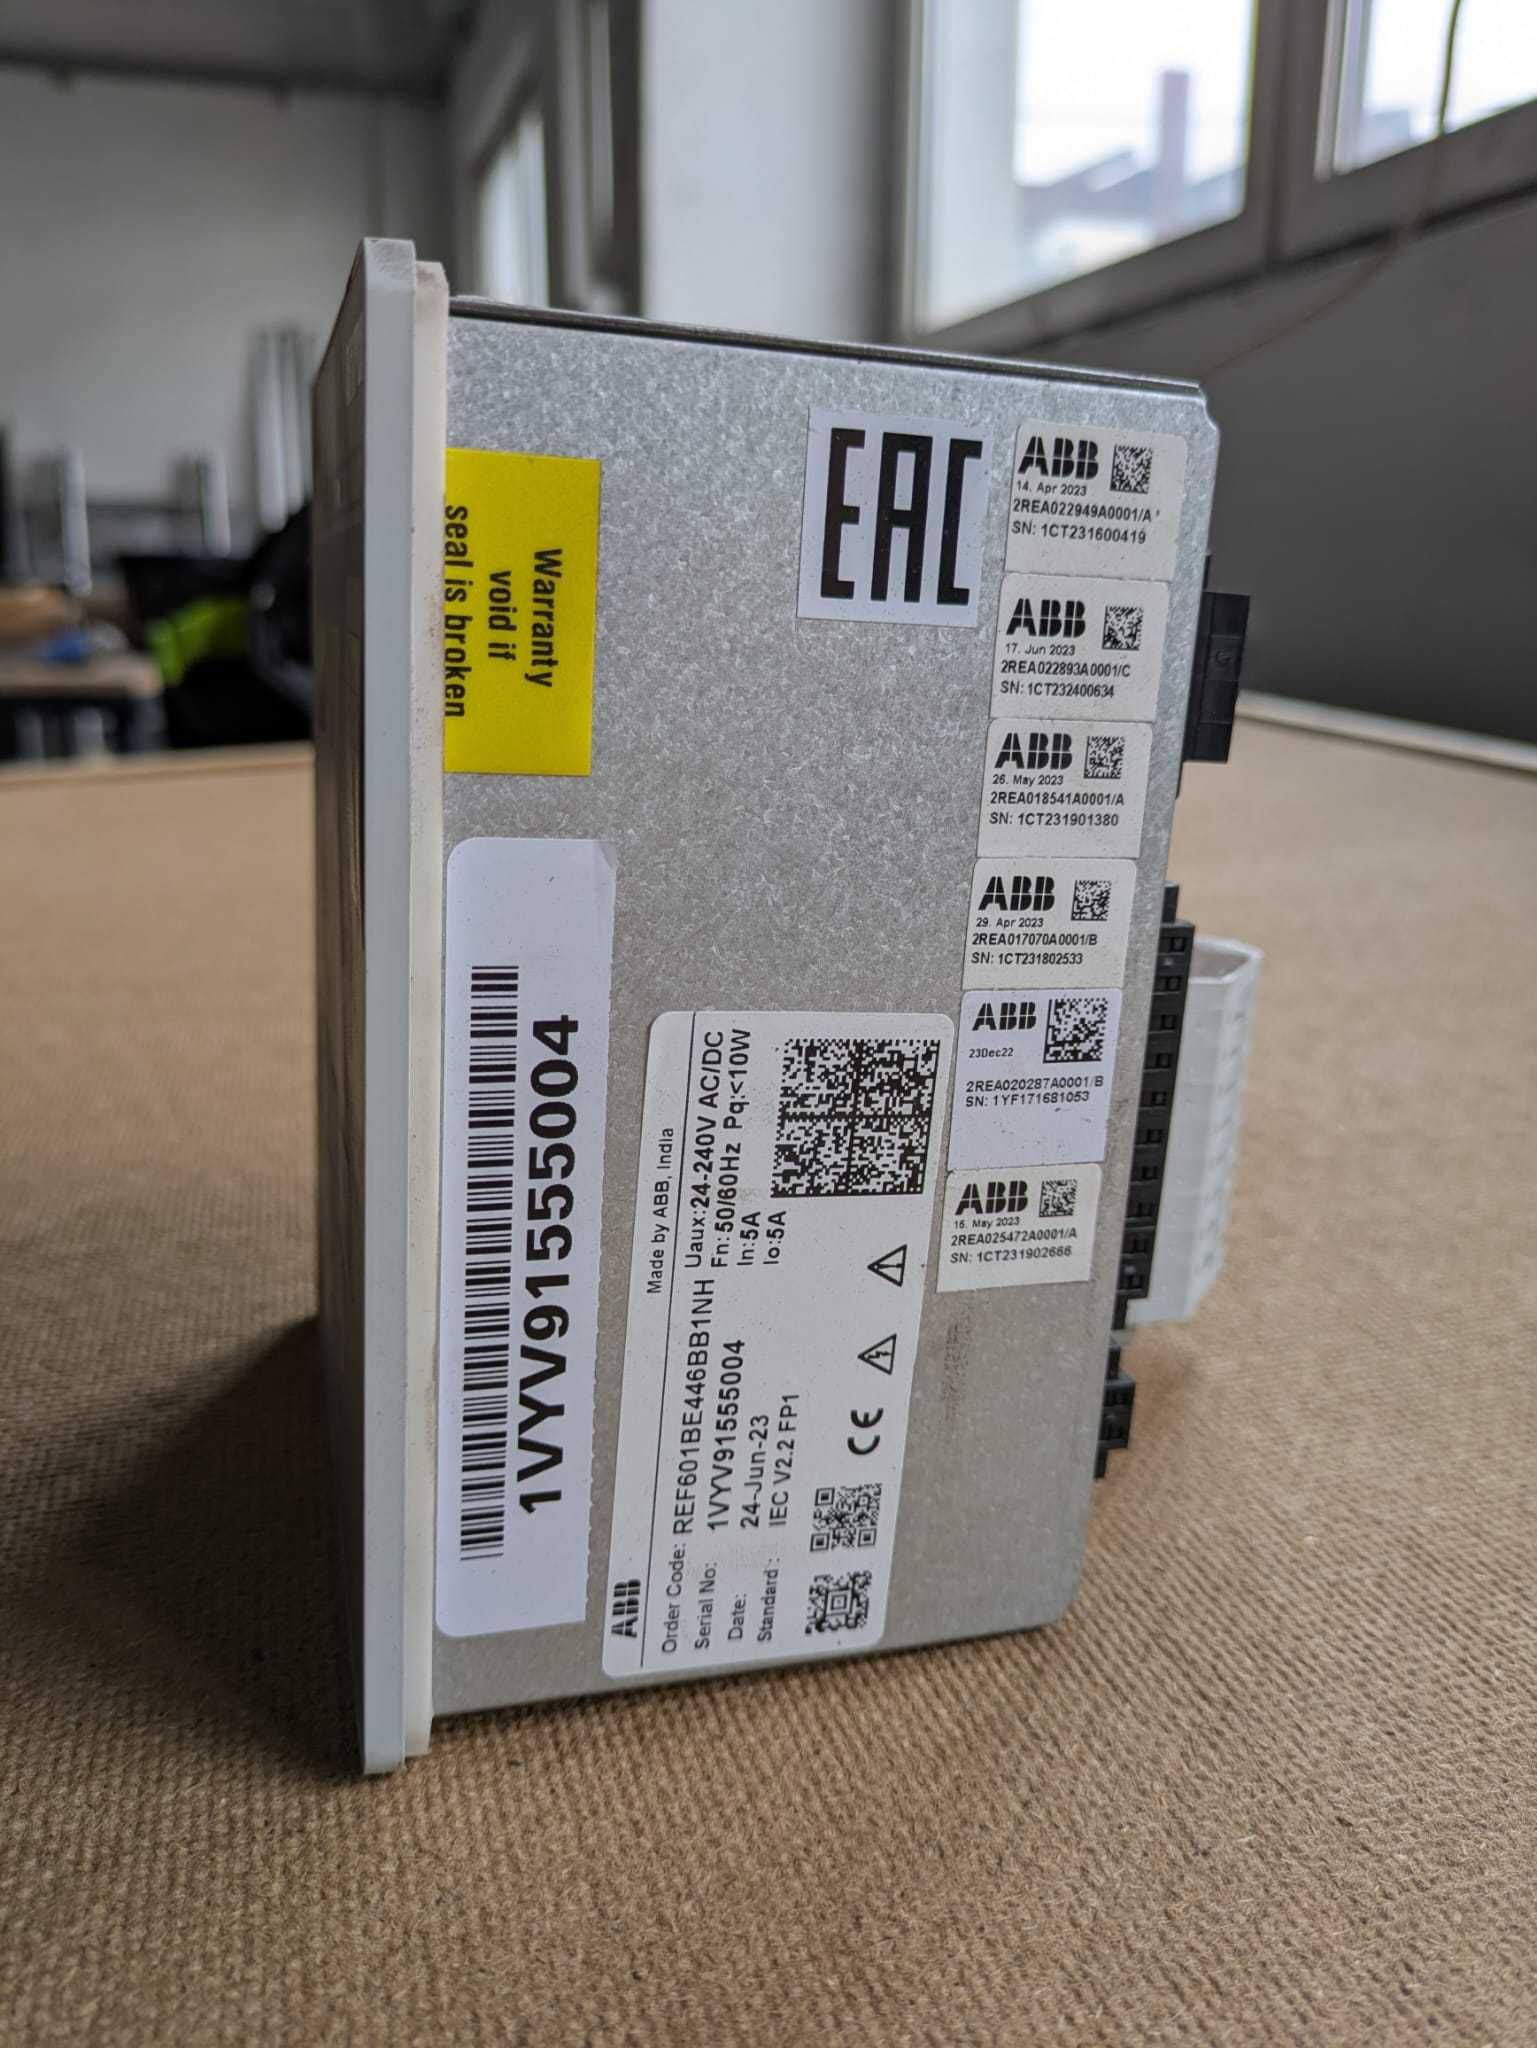 Warranty
void if
seal is broken
EAC
ABB
14. Apr 2023
2REA022949A0001/A
SN: 1CT231600419
ABB
17. Jun 2023
2REA022893A0001/C
SN: 1CT232400634
ABB
26. May 2023
2REA018541A0001/A
SN: 1CT231901380
ABB
29. Apr 2023
2REA017070A0001/B
SN: 1CT231802533
ABB
23Dec22
2REA020287A0001/B
SN: 1YF171681053
ABB
15. May 2023
2REA025472A0001/A
SN: 1CT231902666
1VYV91555004
ABB
Made by ABB, India
Order Code: REF601BE446BB1NH Uaux:24-240V AC/DC
Serial No: 1VYV91555004 Fn:50/60Hz Pq:<10W
Date: 24-Jun-23 In:5A
Standard: IEC V2.2 FP1 Io:5A
CE